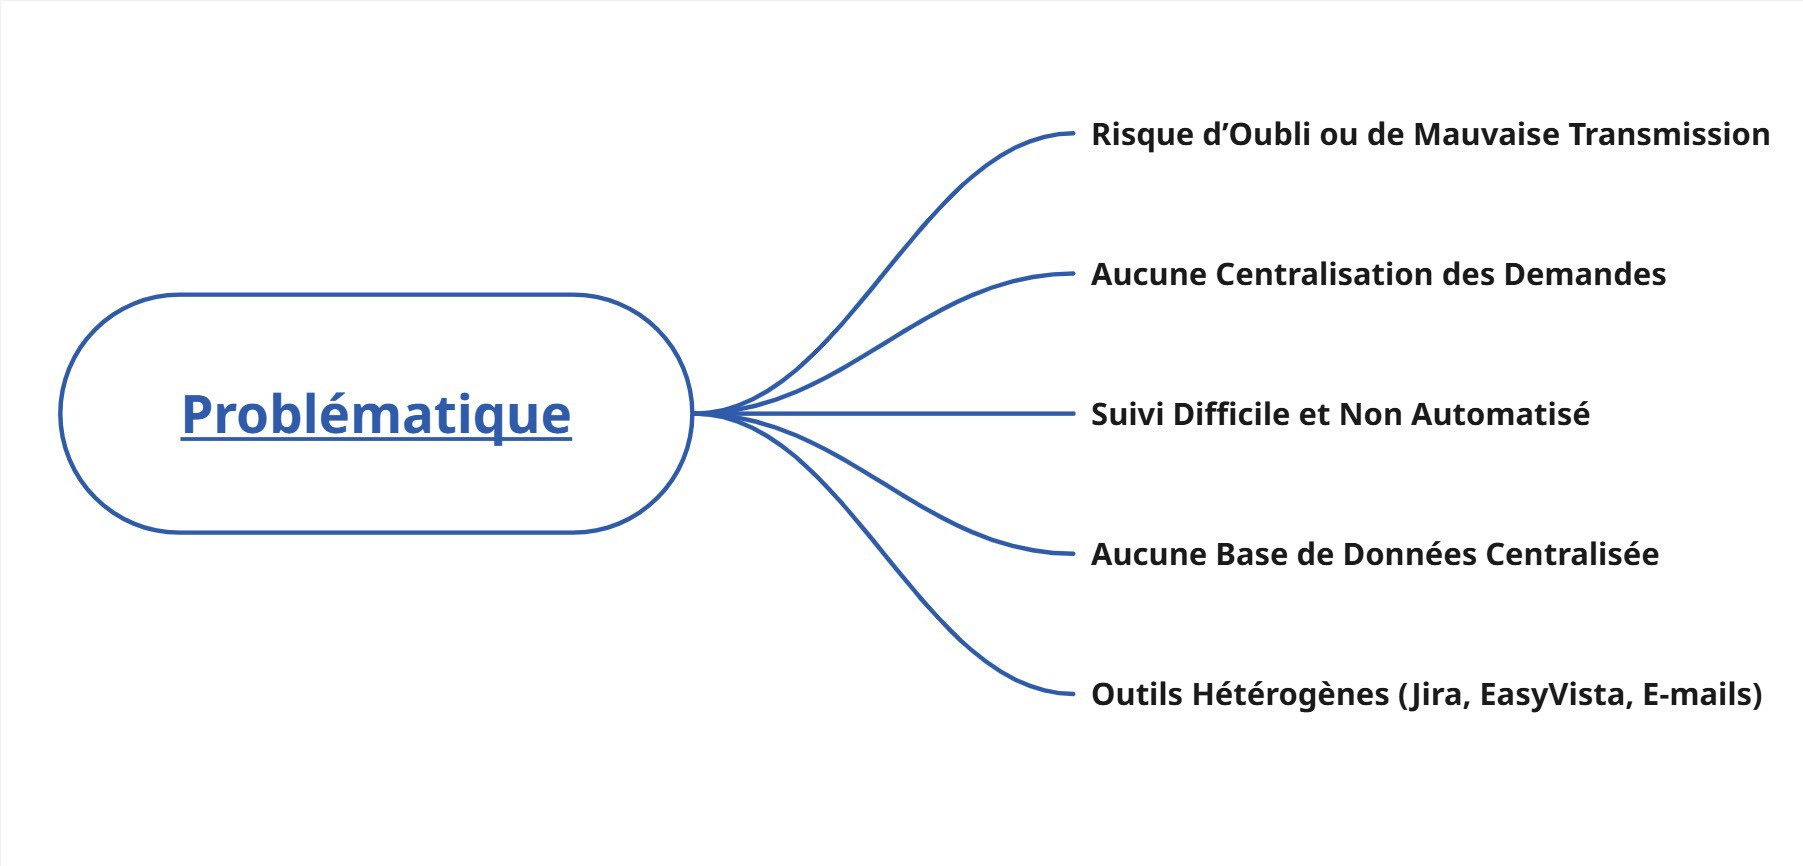 Problématique
Risque d’Oubli ou de Mauvaise Transmission
Aucune Centralisation des Demandes
Suivi Difficile et Non Automatisé
Aucune Base de Données Centralisée
Outils Hétérogènes (Jira, EasyVista, E-mails)